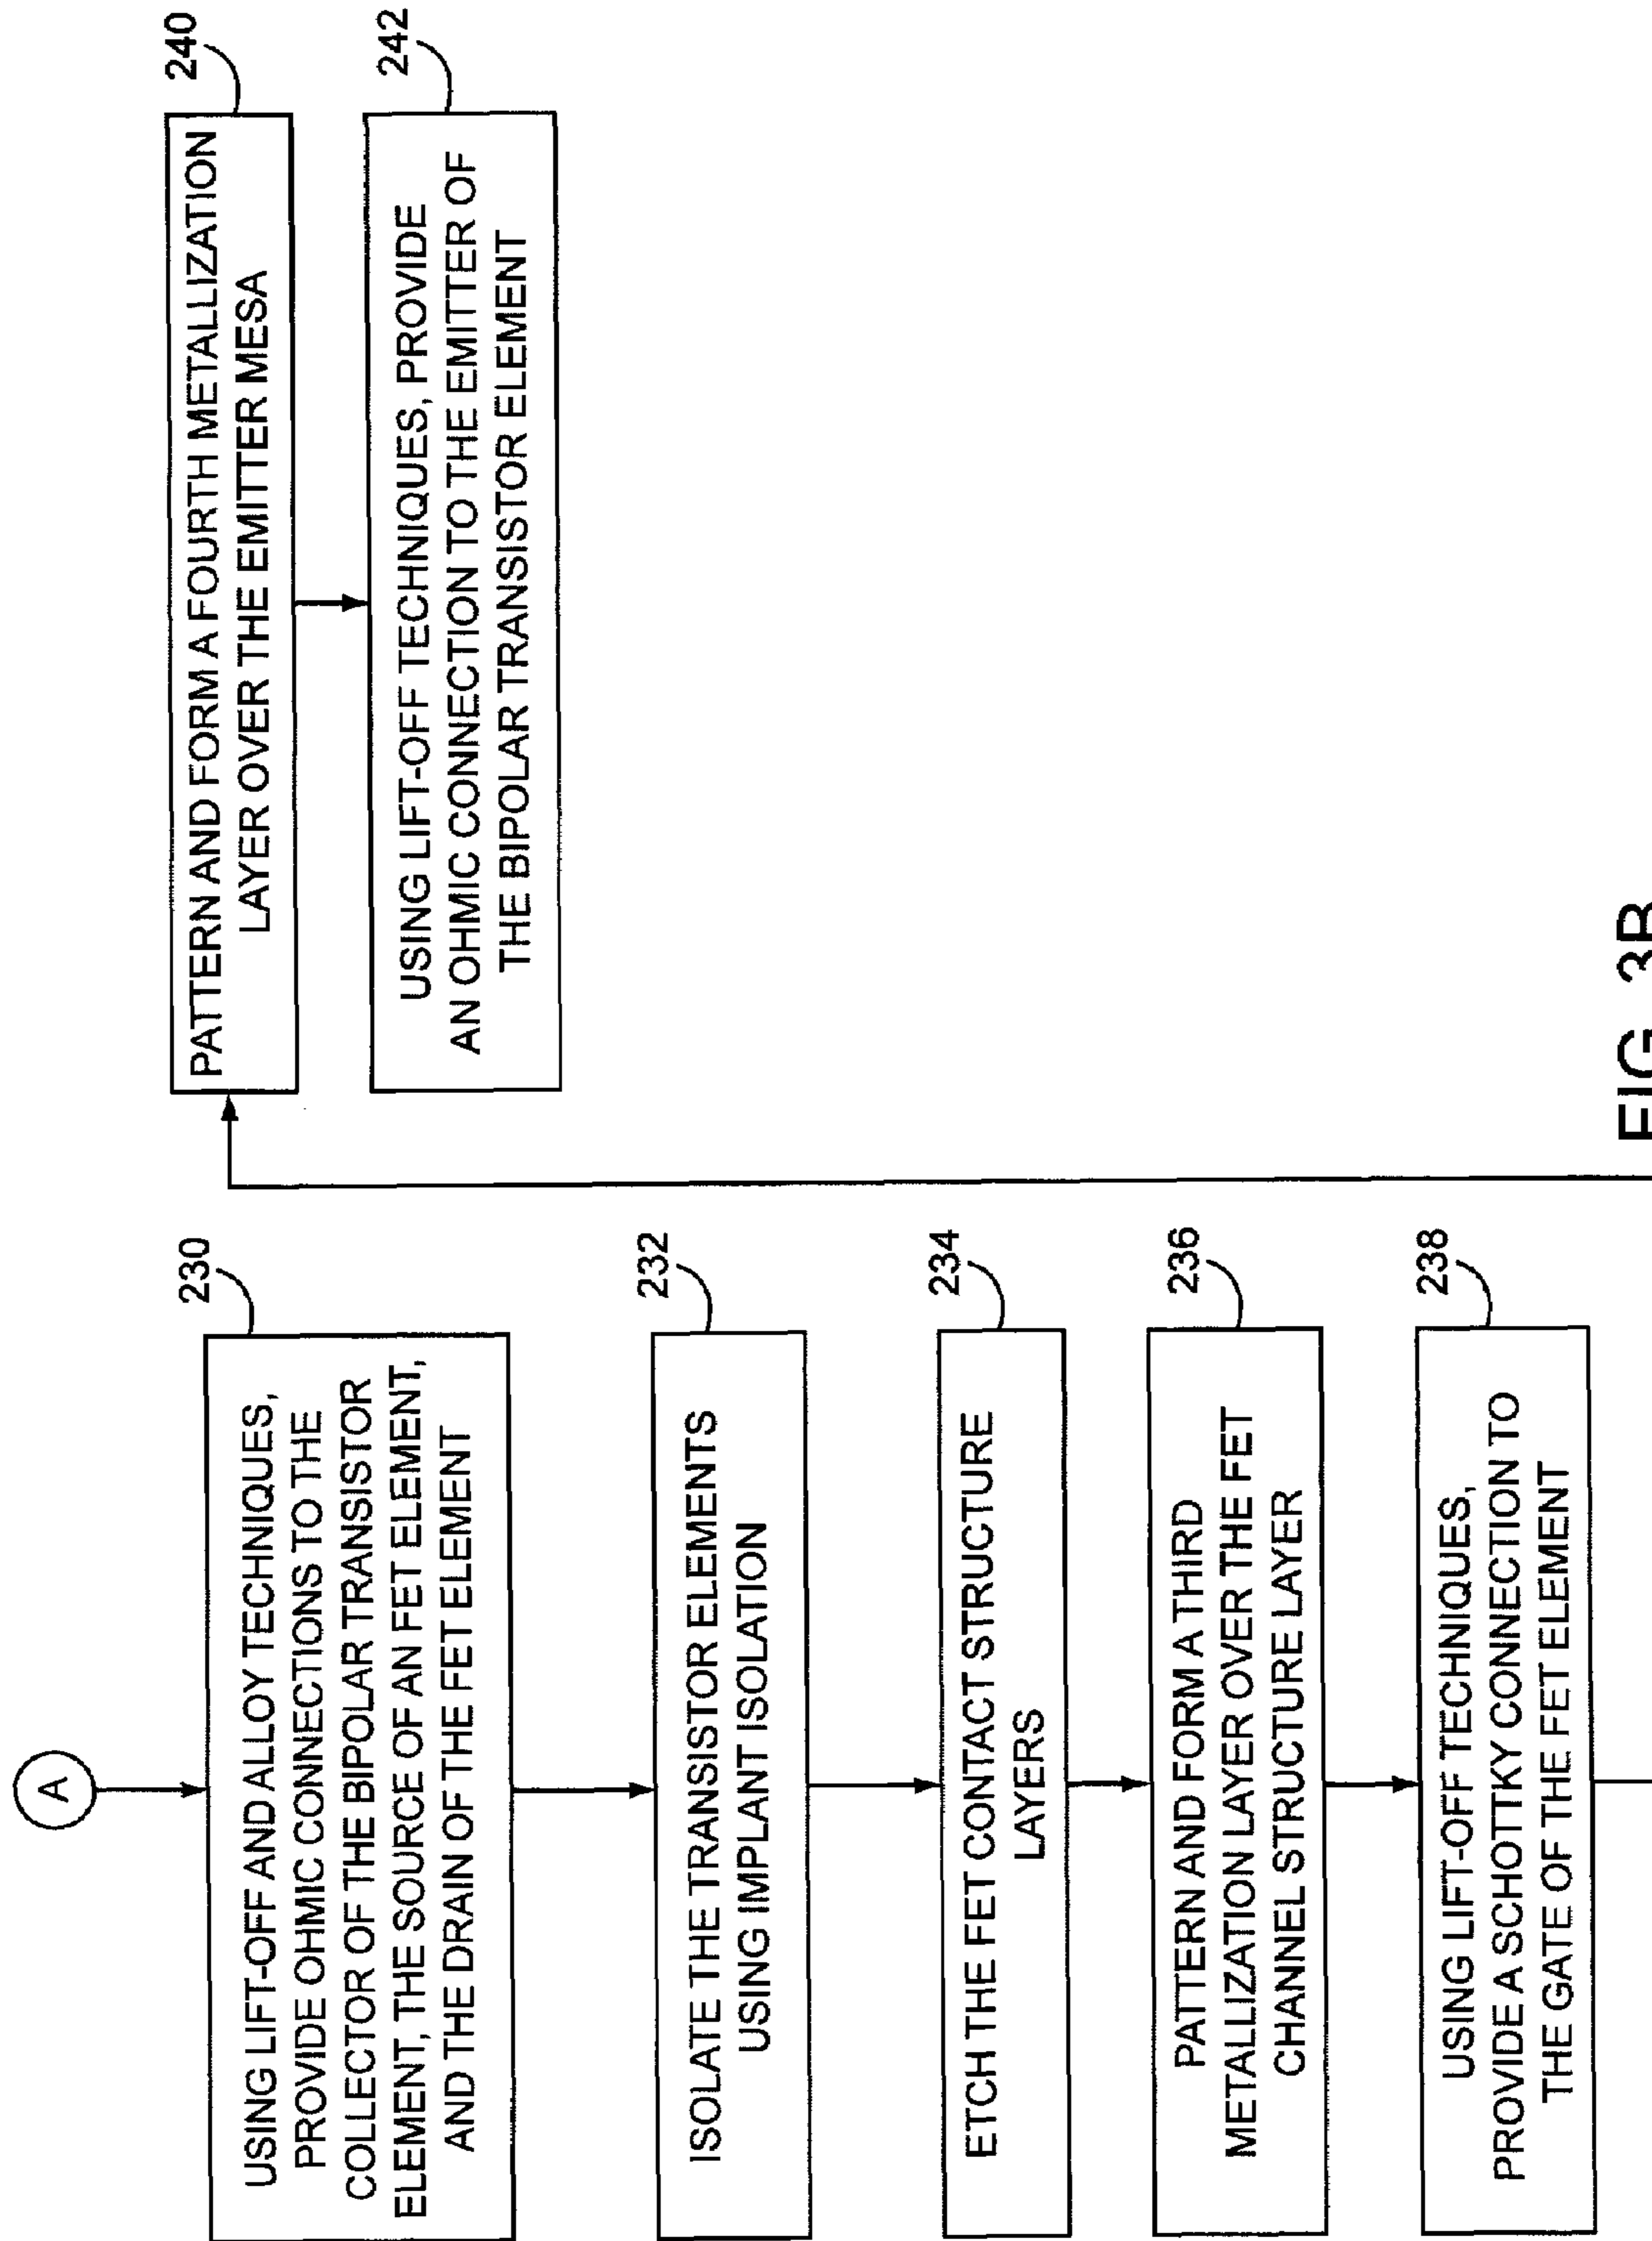 A
230
USING LIFT-OFF AND ALLOY TECHNIQUES,
PROVIDE OHMIC CONNECTIONS TO THE
COLLECTOR OF THE BIPOLAR TRANSISTOR
ELEMENT, THE SOURCE OF AN FET ELEMENT,
AND THE DRAIN OF THE FET ELEMENT
232
ISOLATE THE TRANSISTOR ELEMENTS
USING IMPLANT ISOLATION
234
ETCH THE FET CONTACT STRUCTURE
LAYERS
236
PATTERN AND FORM A THIRD
METALLIZATION LAYER OVER THE FET
CHANNEL STRUCTURE LAYER
238
USING LIFT-OFF TECHNIQUES,
PROVIDE A SCHOTTKY CONNECTION TO
THE GATE OF THE FET ELEMENT
240
PATTERN AND FORM A FOURTH METALLIZATION
LAYER OVER THE EMITTER MESA
242
USING LIFT-OFF TECHNIQUES, PROVIDE
AN OHMIC CONNECTION TO THE EMITTER OF
THE BIPOLAR TRANSISTOR ELEMENT
FIG. 3B